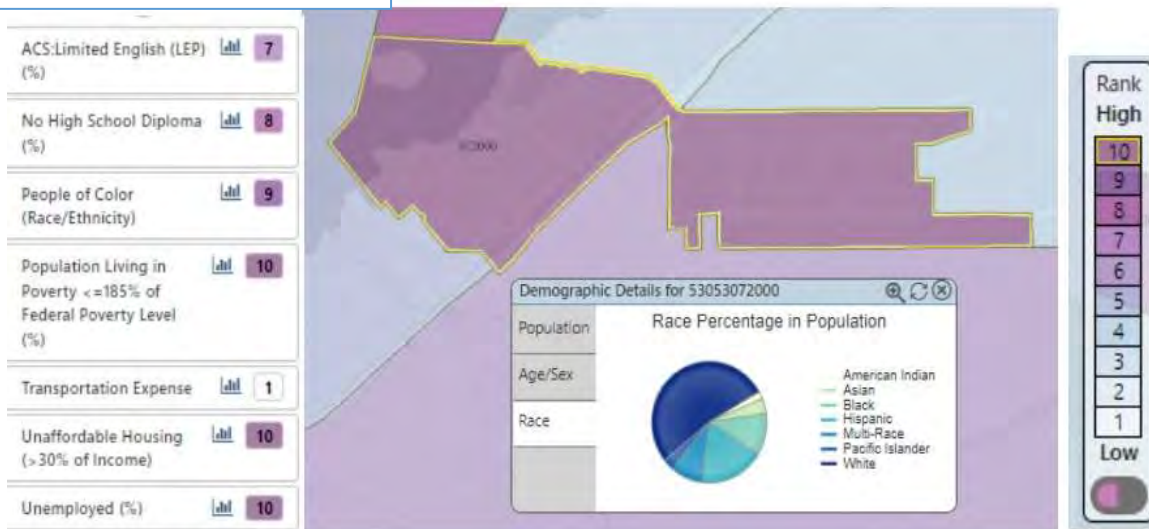 ACS:Limited English (LEP)
(%)
7
No High School Diploma
(%)
8
People of Color
(Race/Ethnicity)
9
Population Living in
Poverty <=185% of
Federal Poverty Level
(%)
10
Transportation Expense
1
Unaffordable Housing
(>30% of Income)
10
Unemployed (%)
10
Demographic Details for 53053072000
Population
Age/Sex
Race
Race Percentage in Population
American Indian
Asian
Black
Hispanic
Multi-Race
Pacific Islander
White
Rank
High
10
9
8
7
6
5
4
3
2
1
Low